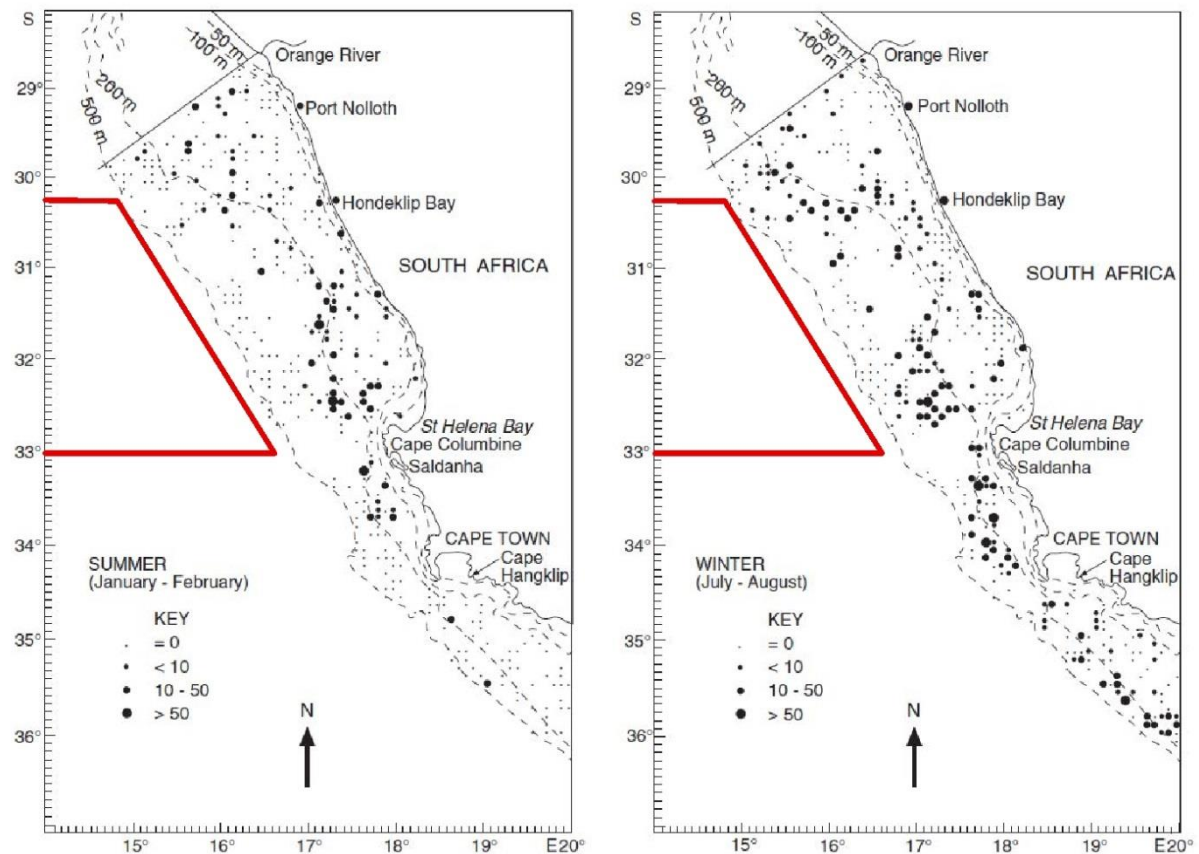 S
50 m
100 m
200 m
500 m
Orange River
29°
Port Nolloth
30°
Hondeklip Bay
31°
SOUTH AFRICA
32°
St Helena Bay
33°
Cape Columbine
Saldanha
34°
CAPE TOWN
Cape
Hangklip
SUMMER
(January - February)
KEY
= 0
< 10
10 - 50
> 50
35°
36°
N
15°
16°
17°
18°
19°
E20°
S
50 m
100 m
200 m
500 m
Orange River
29°
Port Nolloth
30°
Hondeklip Bay
31°
SOUTH AFRICA
32°
St Helena Bay
33°
Cape Columbine
Saldanha
34°
CAPE TOWN
Cape
Hangklip
WINTER
(July - August)
KEY
= 0
< 10
10 - 50
> 50
35°
36°
N
15°
16°
17°
18°
19°
E20°